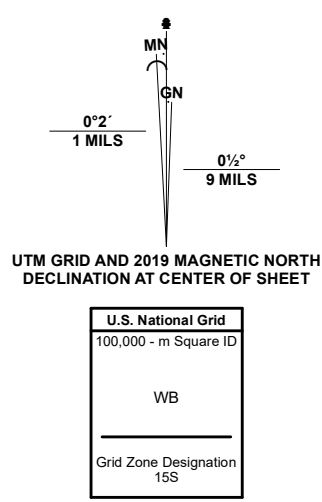 MN
GN
0°2´
1 MILS
0½°
9 MILS
UTM GRID AND 2019 MAGNETIC NORTH
DECLINATION AT CENTER OF SHEET
U.S. National Grid
100,000 - m Square ID
WB
Grid Zone Designation
15S